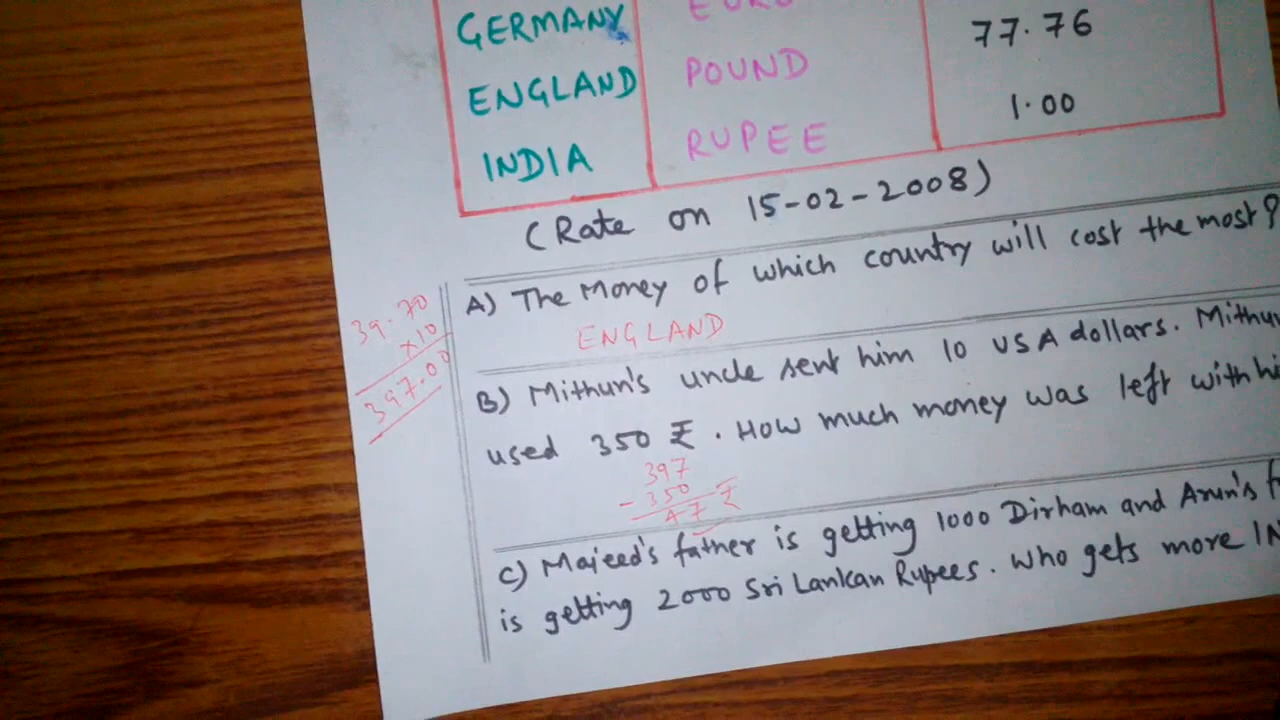 GERMANY EURO
ENGLAND POUND 77.76
INDIA RUPEE 1.00
(Rate on 15-02-2008)
A) The Money of which country will cost the most?
ENGLAND
39.70
×10
397.00
B) Mithun's uncle sent him 10 USA dollars. Mithun
used 350 ₹. How much money was left with hi
397
- 350
47 ₹
C) Majeed's father is getting 1000 Dirham and Arun's f
is getting 2000 Sri Lankan Rupees. Who gets more IN